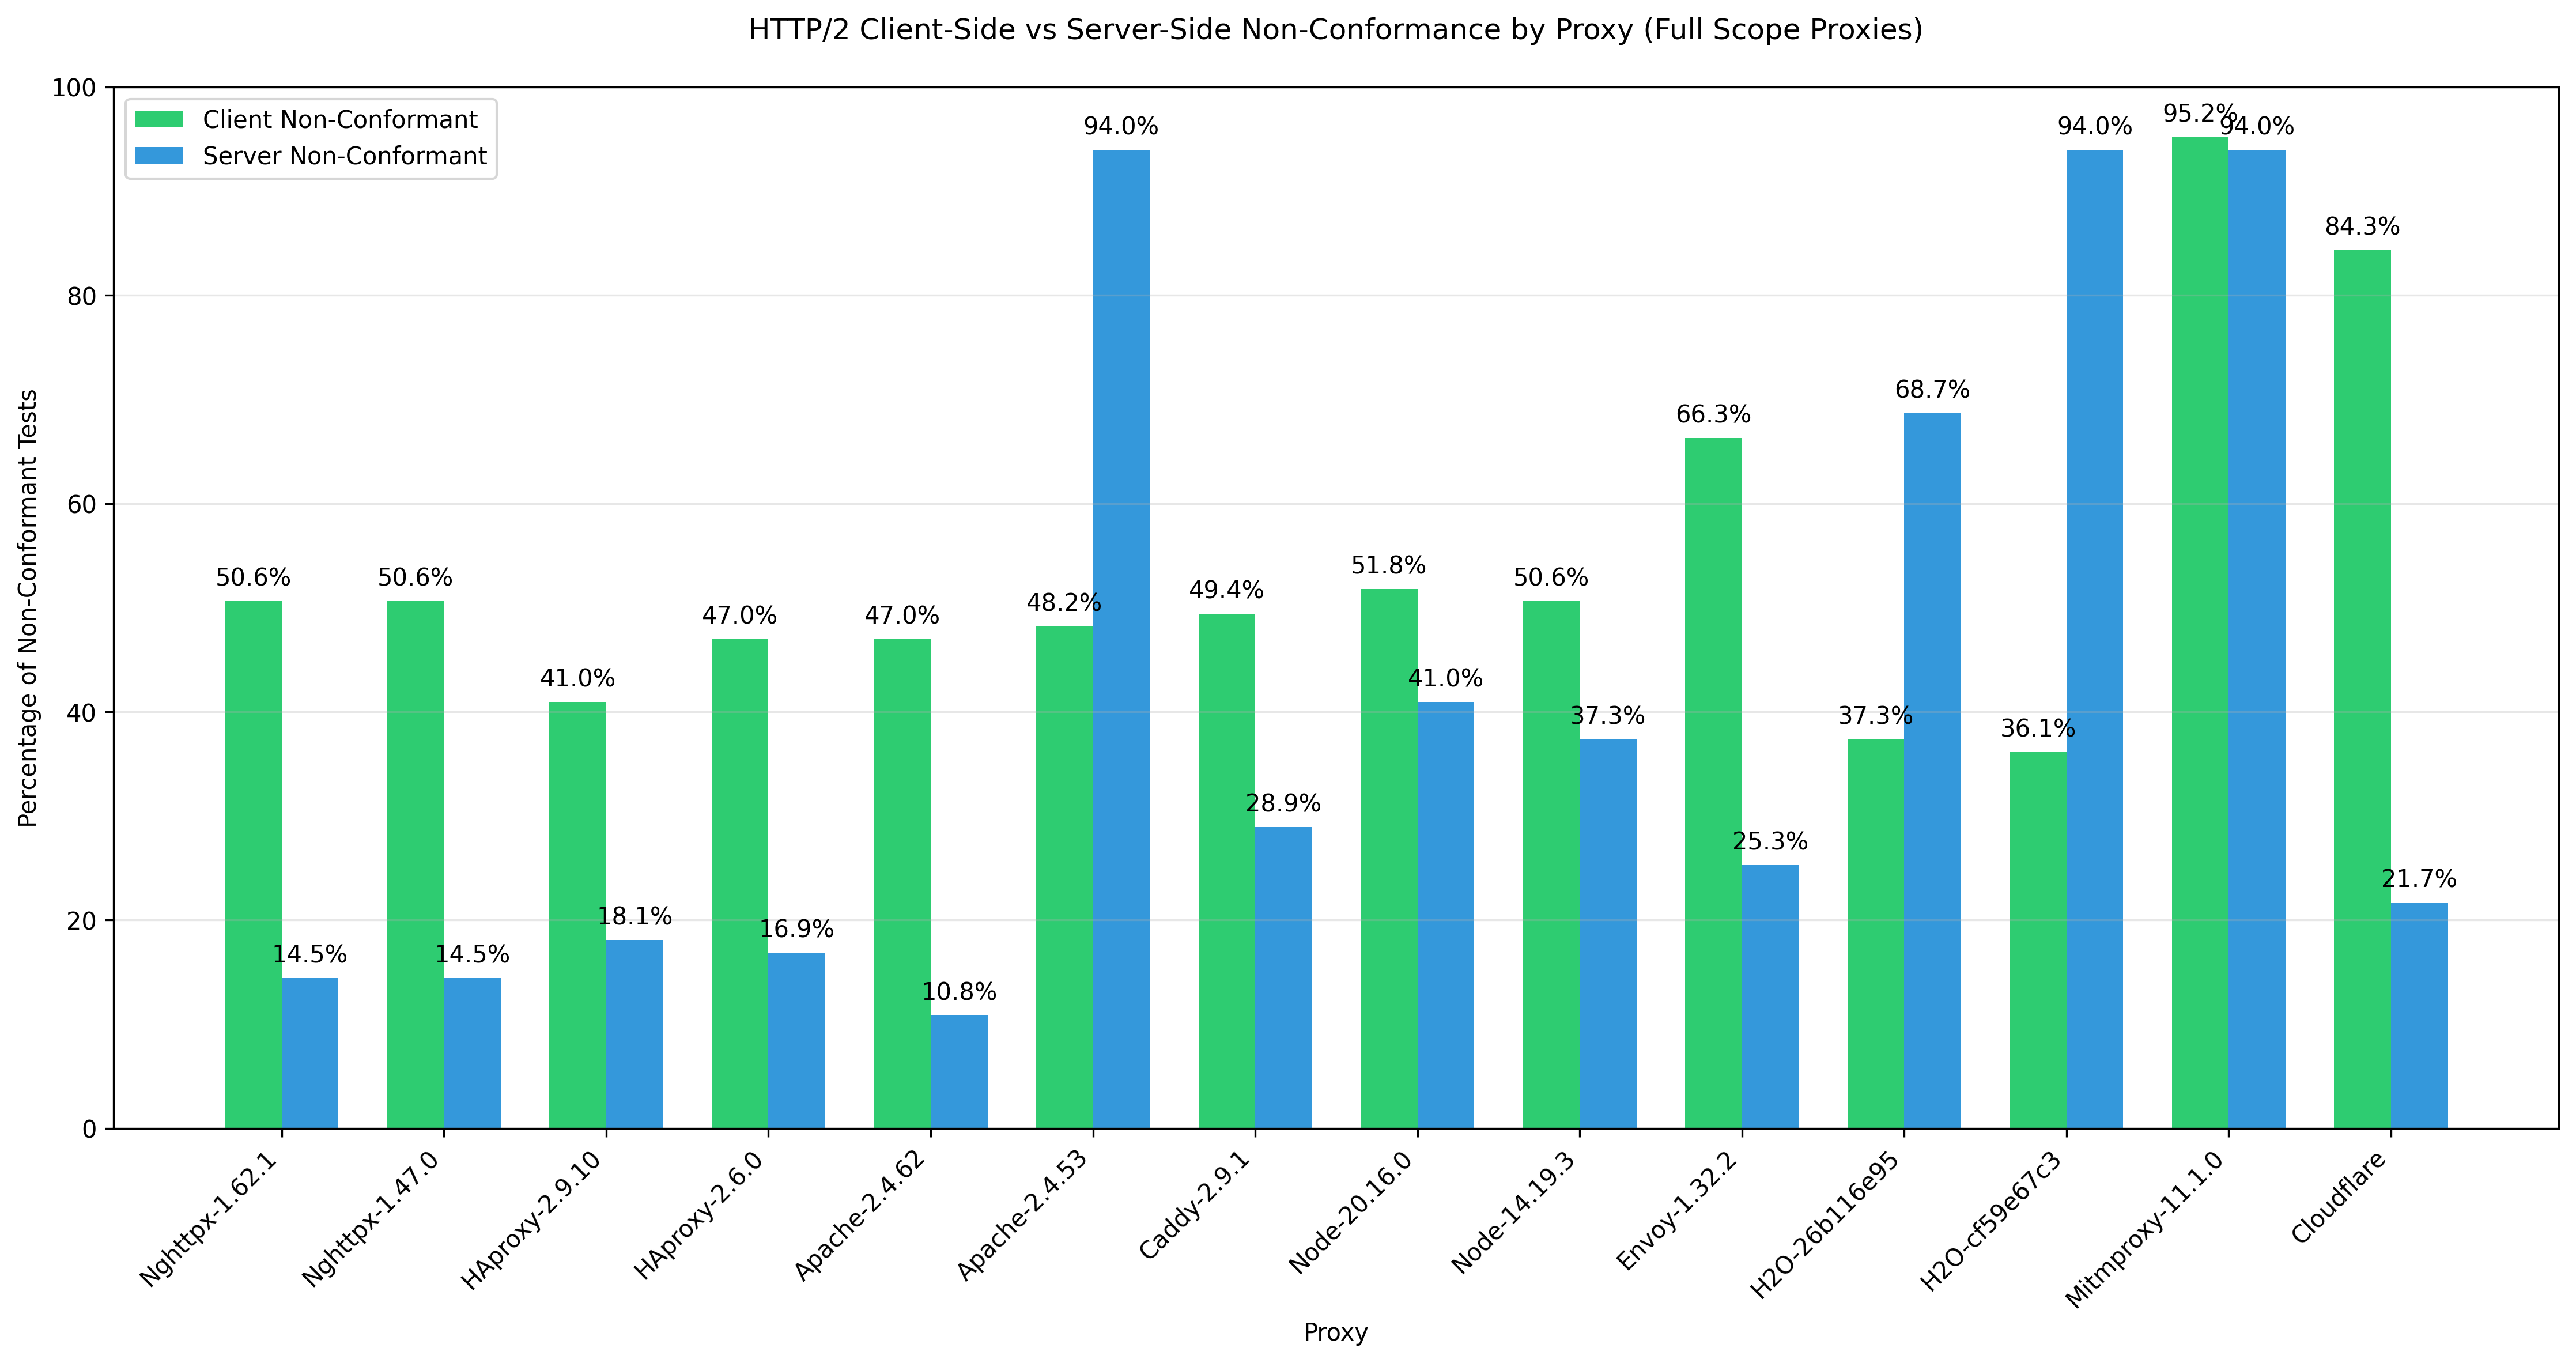 HTTP/2 Client-Side vs Server-Side Non-Conformance by Proxy (Full Scope Proxies)
Client Non-Conformant
Server Non-Conformant
Percentage of Non-Conformant Tests
100
80
60
40
20
0
50.6%
14.5%
50.6%
14.5%
41.0%
18.1%
47.0%
16.9%
47.0%
10.8%
48.2%
94.0%
49.4%
28.9%
51.8%
41.0%
50.6%
37.3%
66.3%
25.3%
37.3%
68.7%
36.1%
94.0%
95.2%
94.0%
84.3%
21.7%
Nghttpx-1.62.1
Nghttpx-1.47.0
HAproxy-2.9.10
HAproxy-2.6.0
Apache-2.4.62
Apache-2.4.53
Caddy-2.9.1
Node-20.16.0
Node-14.19.3
Envoy-1.32.2
H2O-26b116e95
H2O-cf59e67c3
Mitmproxy-11.1.0
Cloudflare
Proxy